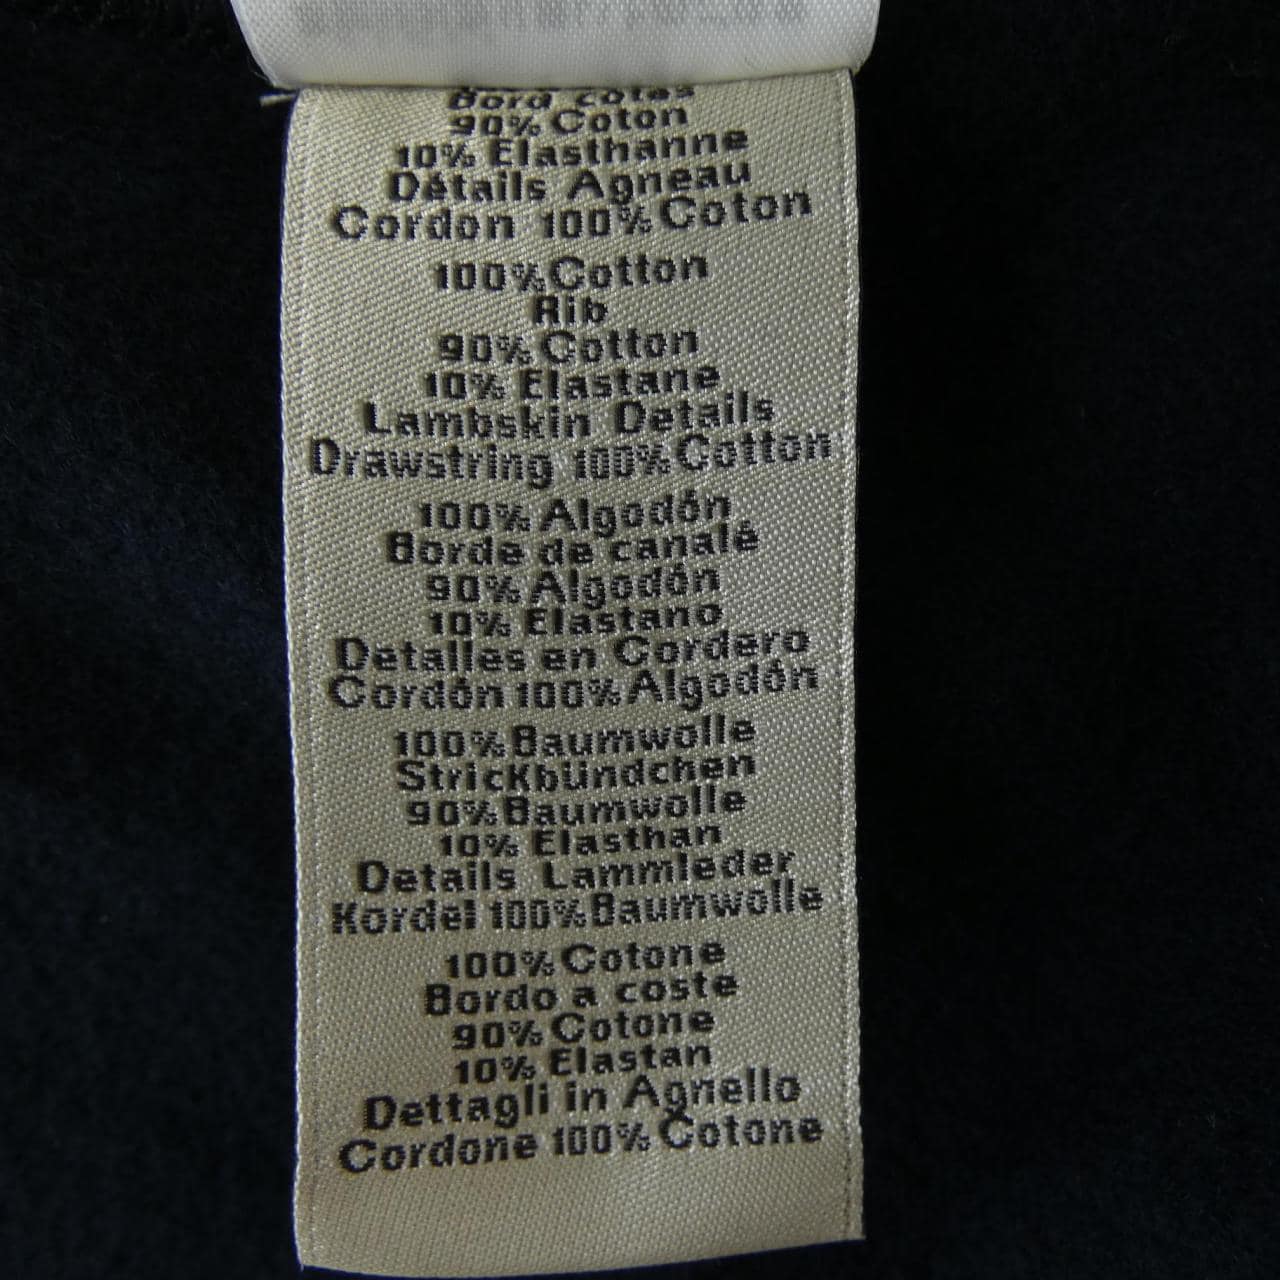 Bord côtes
90% Coton
10% Elasthanne
Détails Agneau
Cordon 100% Coton
100% Cotton
Rib
90% Cotton
10% Elastane
Lambskin Details
Drawstring 100% Cotton
100% Algodón
Borde de canalé
90% Algodón
10% Elastano
Detalles en Cordero
Cordón 100% Algodón
100% Baumwolle
Strickbündchen
90% Baumwolle
10% Elasthan
Details Lammleder
Kordel 100% Baumwolle
100% Cotone
Bordo a coste
90% Cotone
10% Elastan
Dettagli in Agnello
Cordone 100% Cotone